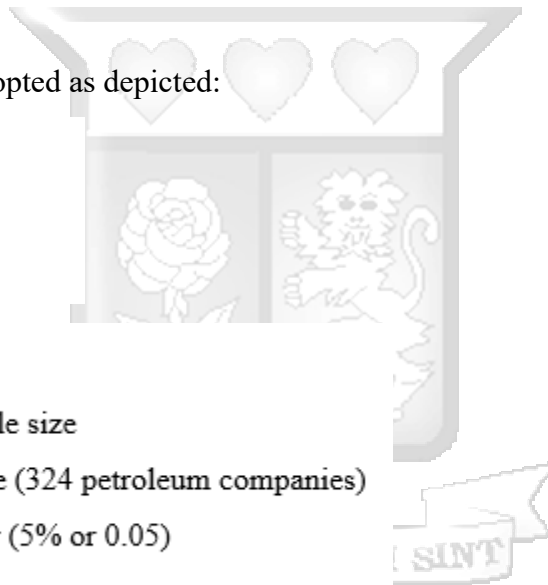 opted as depicted:
le size
e (324 petroleum companies)
(5% or 0.05)
SINT